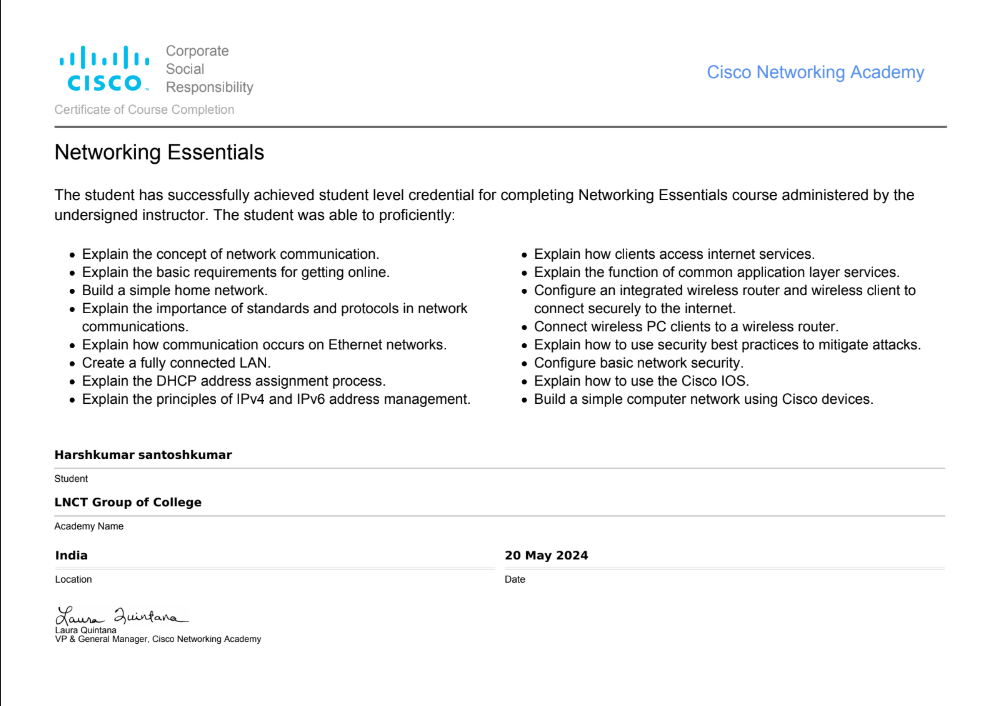 Corporate
Social
Responsibility
CISCO™
Cisco Networking Academy
Certificate of Course Completion
Networking Essentials
The student has successfully achieved student level credential for completing Networking Essentials course administered by the
undersigned instructor. The student was able to proficiently:
• Explain the concept of network communication.
• Explain the basic requirements for getting online.
• Build a simple home network.
• Explain the importance of standards and protocols in network
communications.
• Explain how communication occurs on Ethernet networks.
• Create a fully connected LAN.
• Explain the DHCP address assignment process.
• Explain the principles of IPv4 and IPv6 address management.
• Explain how clients access internet services.
• Explain the function of common application layer services.
• Configure an integrated wireless router and wireless client to
connect securely to the internet.
• Connect wireless PC clients to a wireless router.
• Explain how to use security best practices to mitigate attacks.
• Configure basic network security.
• Explain how to use the Cisco IOS.
• Build a simple computer network using Cisco devices.
Harshkumar santoshkumar
Student
LNCT Group of College
Academy Name
India
Location
20 May 2024
Date
Laura Quintana
Laura Quintana
VP & General Manager, Cisco Networking Academy